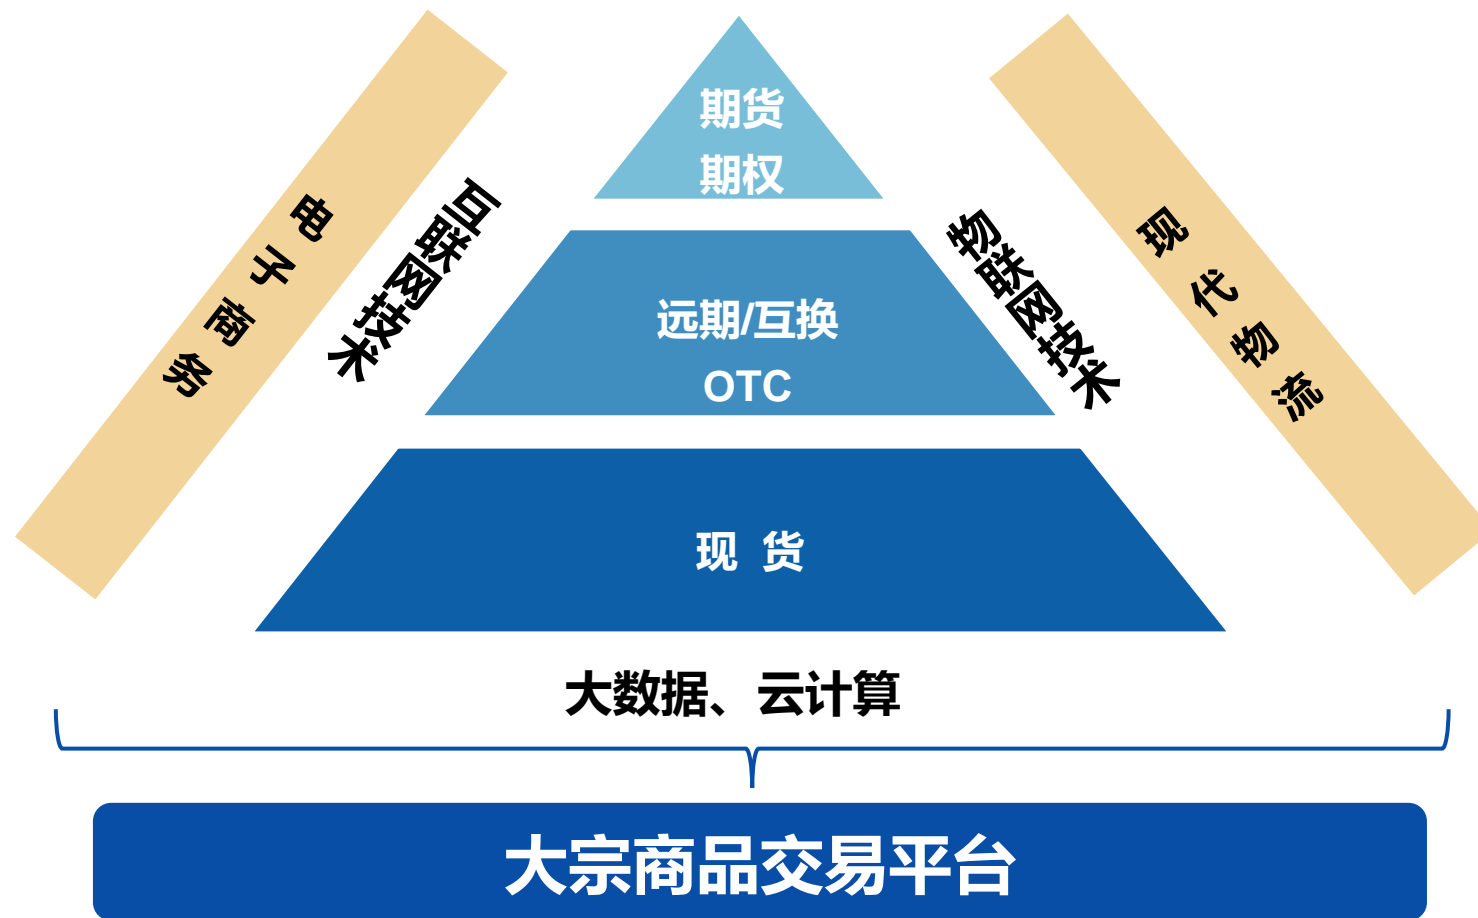 期货
期权
电子商务
互联网技术
物联网技术
现代物流
远期/互换
OTC
现 货
大数据、云计算
大宗商品交易平台